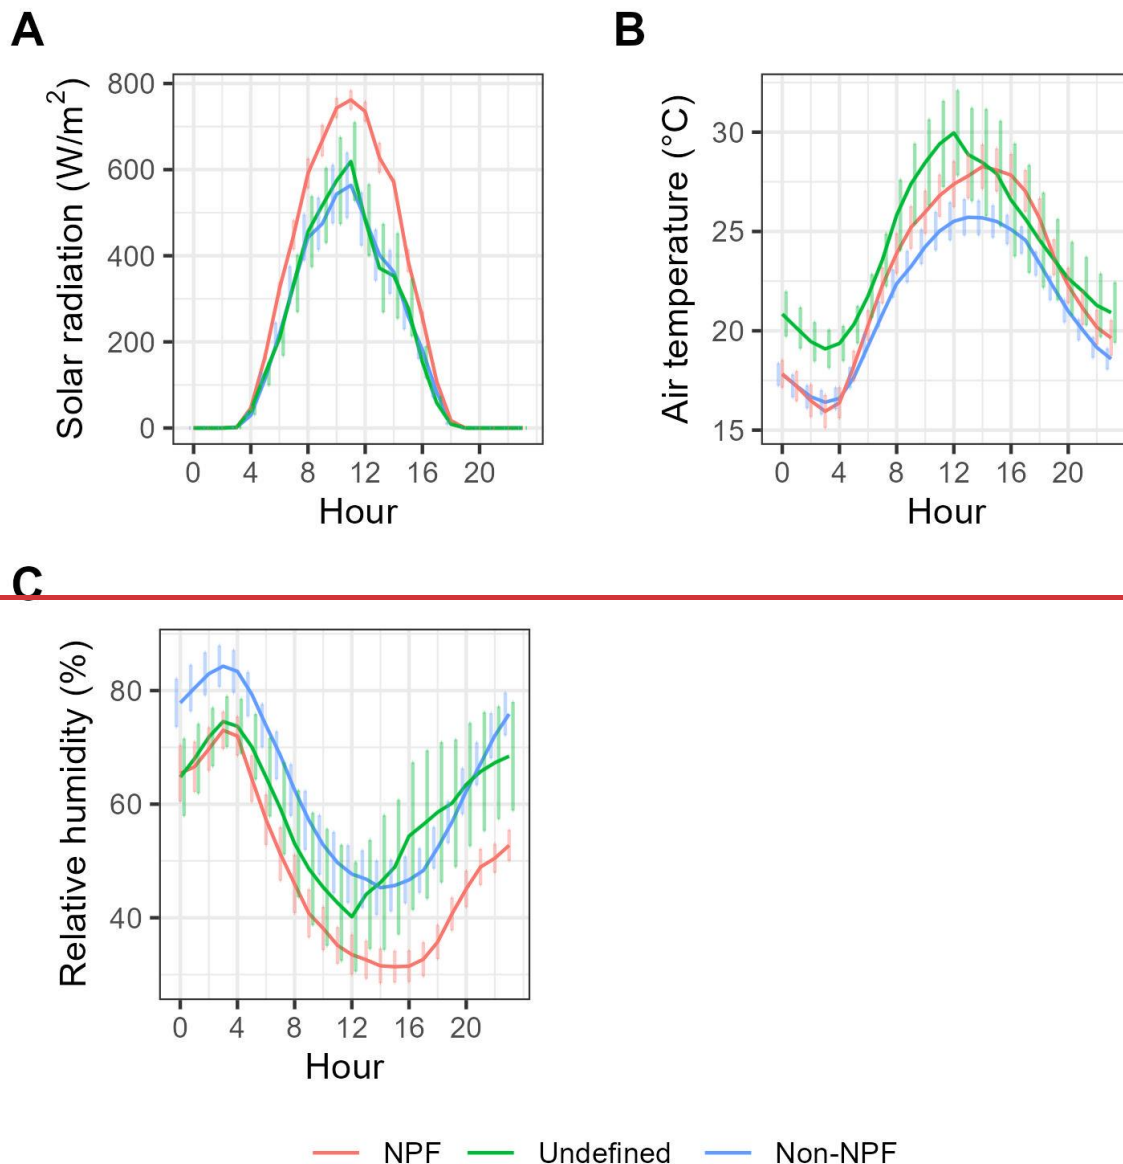 A
B
Solar radiation (W/m²)
800
600
400
200
0
0 4 8 12 16 20
Hour
Air temperature (°C)
30
25
20
15
0 4 8 12 16 20
Hour
C
Relative humidity (%)
80
60
40
0 4 8 12 16 20
Hour
NPF Undefined Non-NPF